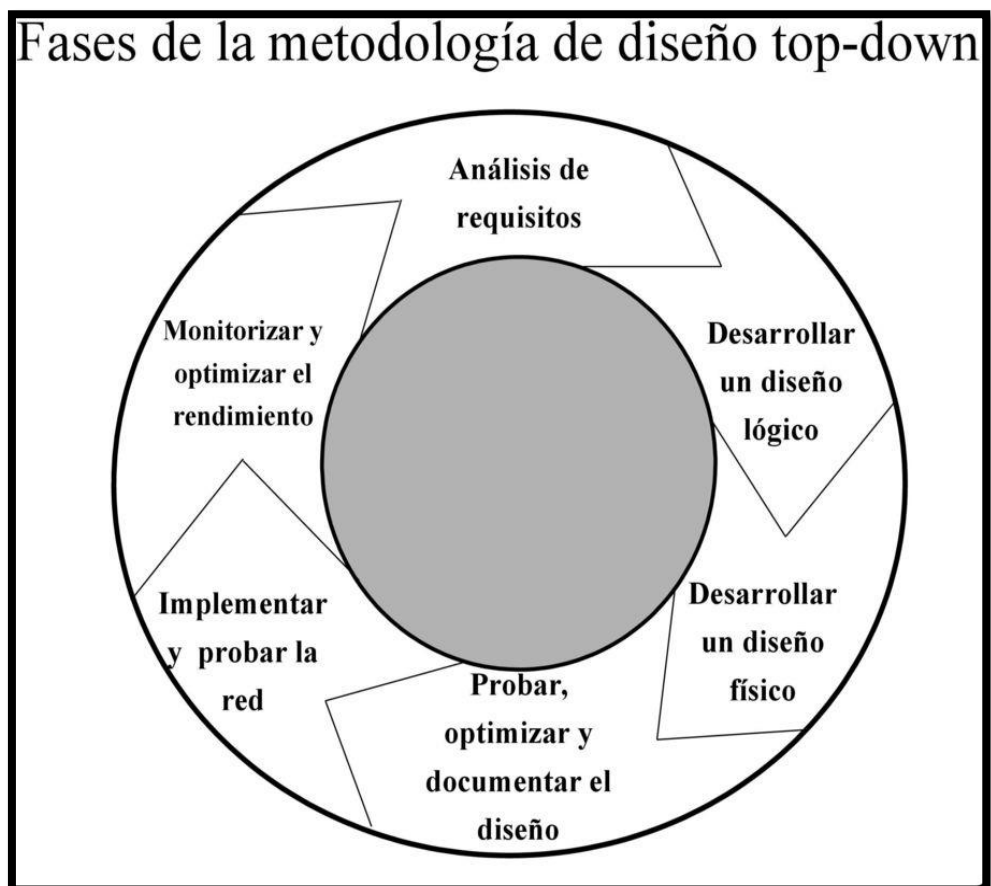 Fases de la metodología de diseño top-down
Análisis de
requisitos
Desarrollar
un diseño
lógico
Desarrollar
un diseño
físico
Probar,
optimizar y
documentar el
diseño
Implementar
y probar la
red
Monitorizar y
optimizar el
rendimiento